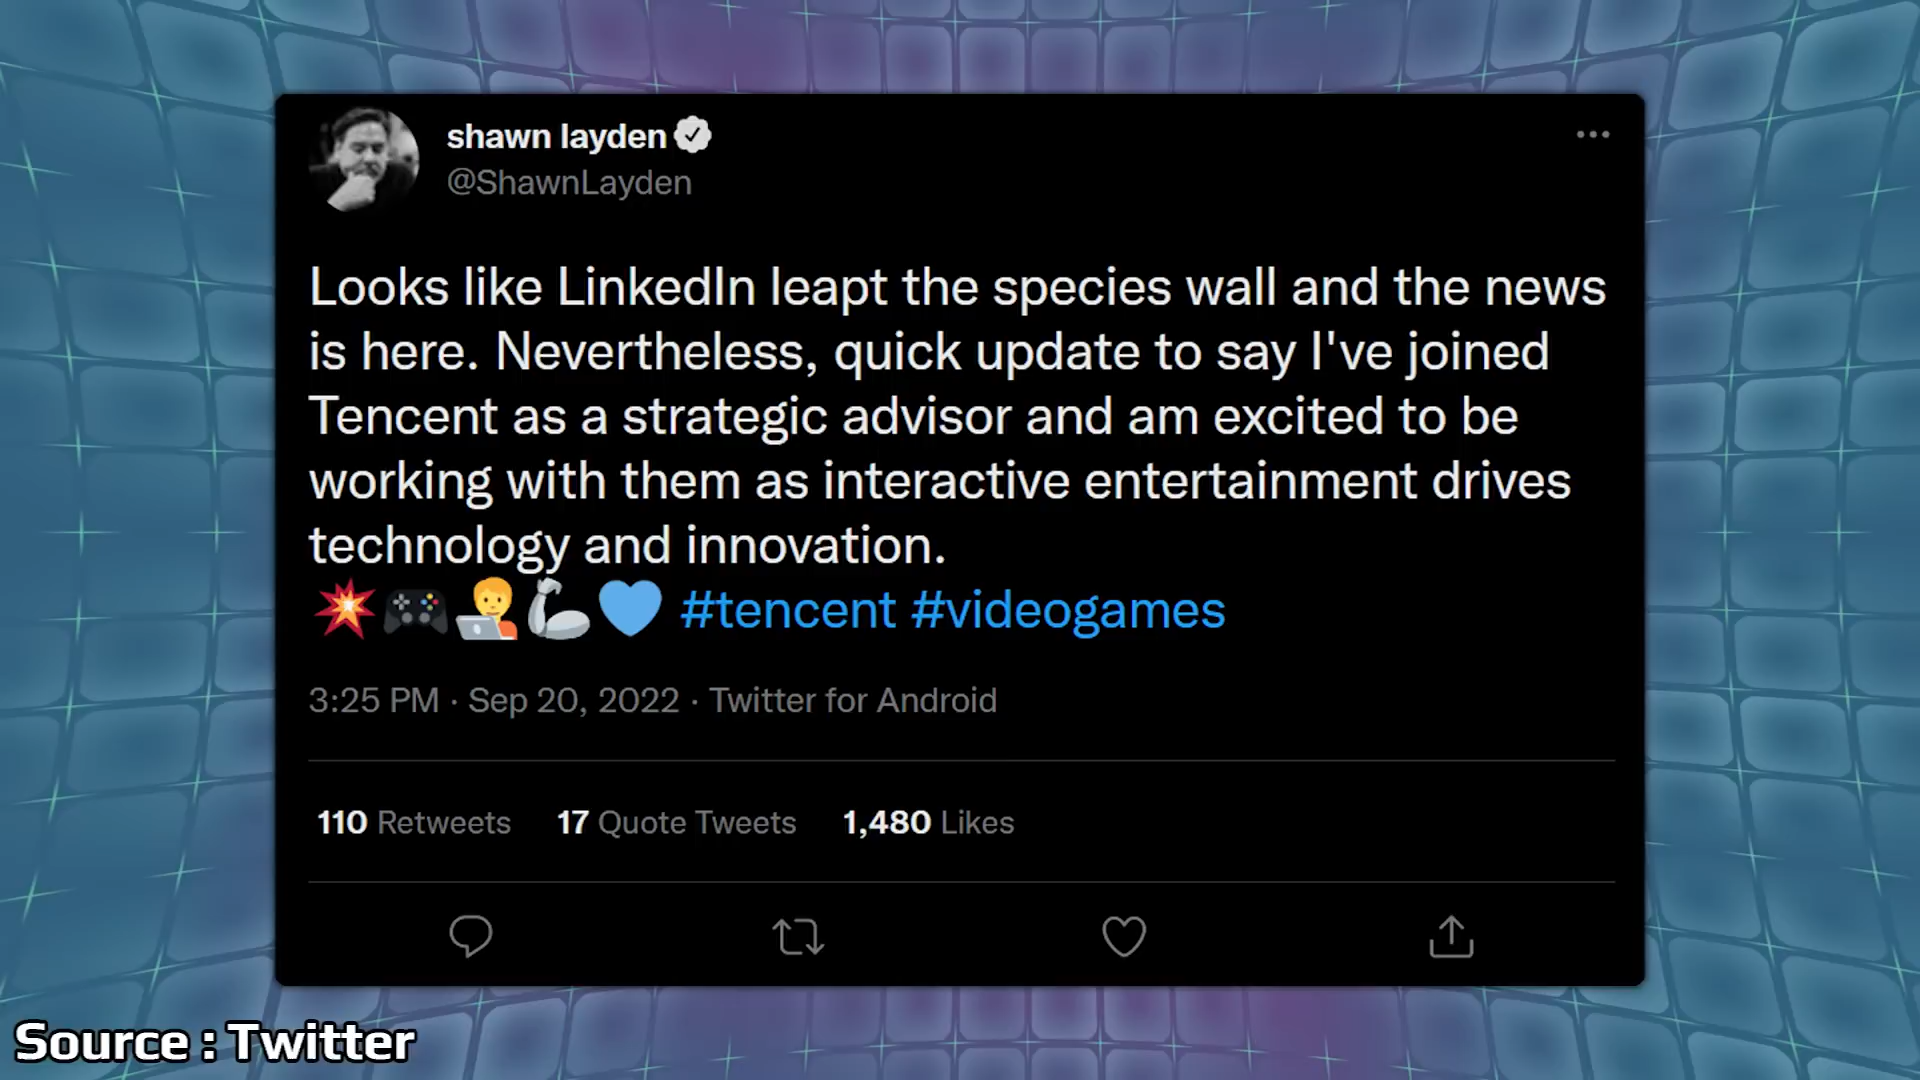 shawn layden
@ShawnLayden
Looks like LinkedIn leapt the species wall and the news
is here. Nevertheless, quick update to say I've joined
Tencent as a strategic advisor and am excited to be
working with them as interactive entertainment drives
technology and innovation.
💥🎮🧑‍💻🦾💙 #tencent #videogames
3:25 PM · Sep 20, 2022 · Twitter for Android
110 Retweets 17 Quote Tweets 1,480 Likes
Source : Twitter